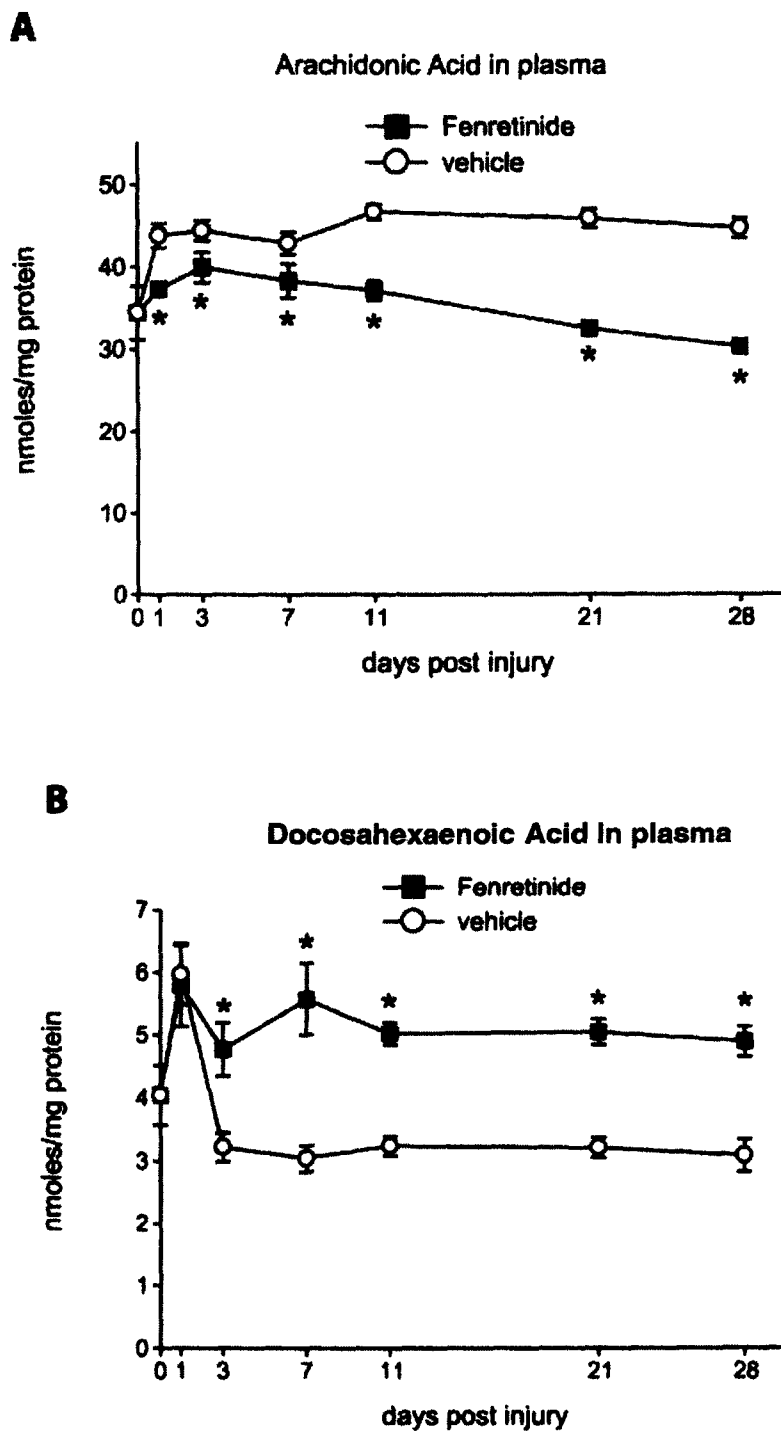 A
Arachidonic Acid in plasma
Fenretinide
vehicle
nmoles/mg protein
50
40
30
20
10
0
* * * * * *
0 1 3 7 11 21 28
days post injury
B
Docosahexaenoic Acid in plasma
Fenretinide
vehicle
nmoles/mg protein
7
6
5
4
3
2
1
0
* * * * *
0 1 3 7 11 21 28
days post injury